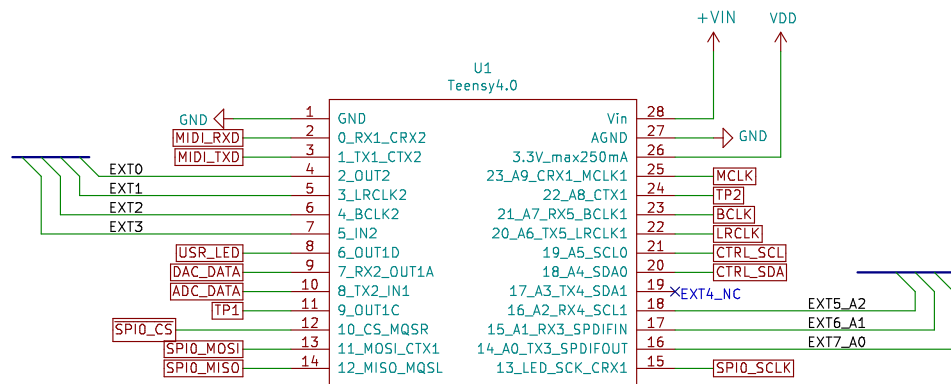 +VIN VDD
U1
Teensy4.0
GND 1 GND Vin 28
MIDI_RXD 2 0_RX1_CRX2 AGND 27 GND
MIDI_TXD 3 1_TX1_CTX2 3.3V_max250mA 26
EXT0 4 2_OUT2 23_A9_CRX1_MCLK1 25 MCLK
EXT1 5 3_LRCLK2 22_A8_CTX1 24 TP2
EXT2 6 4_BCLK2 21_A7_RX5_BCLK1 23 BCLK
EXT3 7 5_IN2 20_A6_TX5_LRCLK1 22 LRCLK
USR_LED 8 6_OUT1D 19_A5_SCL0 21 CTRL_SCL
DAC_DATA 9 7_RX2_OUT1A 18_A4_SDA0 20 CTRL_SDA
ADC_DATA 10 8_TX2_IN1 17_A3_TX4_SDA1 19 EXT4_NC
TP1 11 9_OUT1C 16_A2_RX4_SCL1 18 EXT5_A2
SPI0_CS 12 10_CS_MQSR 15_A1_RX3_SPDIFIN 17 EXT6_A1
SPI0_MOSI 13 11_MOSI_CTX1 14_A0_TX3_SPDIFOUT 16 EXT7_A0
SPI0_MISO 14 12_MISO_MQSL 13_LED_SCK_CRX1 15 SPI0_SCLK